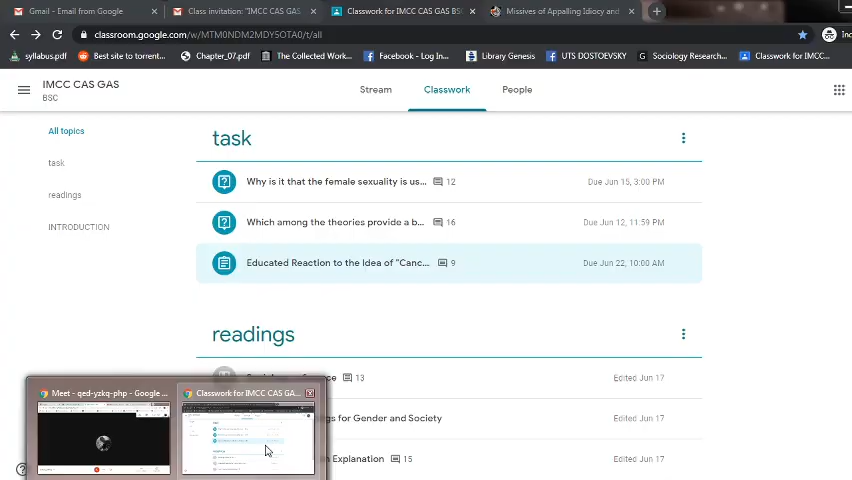 Gmail - Email from Google
Class invitation: "IMCC CAS GAS
Classwork for IMCC CAS GAS BSC
Missives of Appalling Idiocy and
classroom.google.com/w/MTM0NDM2MDY5OTA0/t/all
Inc
syllabus.pdf
Best site to torrent...
Chapter_07.pdf
The Collected Work...
Facebook - Log In...
Library Genesis
UTS DOSTOEVSKY
Sociology Research...
Classwork for IMCC...
IMCC CAS GAS
BSC
Stream
Classwork
People
All topics
task
readings
INTRODUCTION
task
Why is it that the female sexuality is us... 12 Due Jun 15, 3:00 PM
Which among the theories provide a b... 16 Due Jun 12, 11:59 PM
Educated Reaction to the Idea of "Canc... 9 Due Jun 22, 10:00 AM
readings
13 Edited Jun 17
gs for Gender and Society Edited Jun 17
n Explanation 15 Edited Jun 17
Meet - qed-yzkq-php - Google ...
Classwork for IMCC CAS GA...